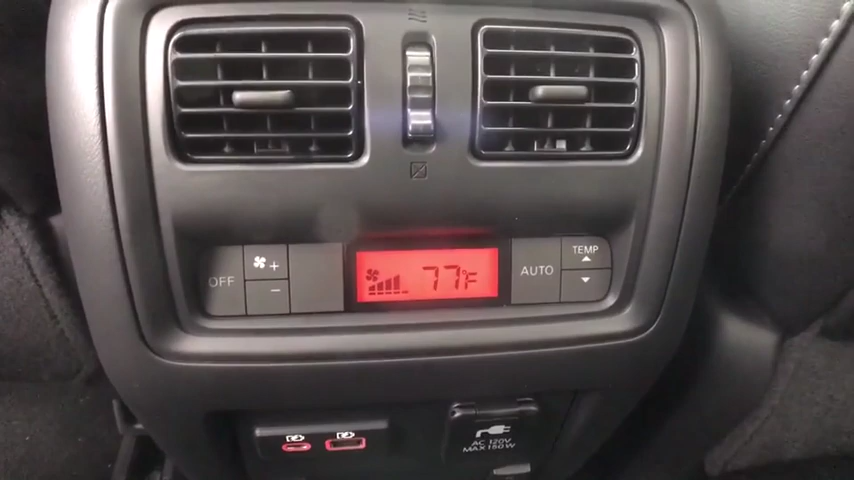 OFF
+
-
77°F
AUTO
TEMP
AC 120V
MAX 150W